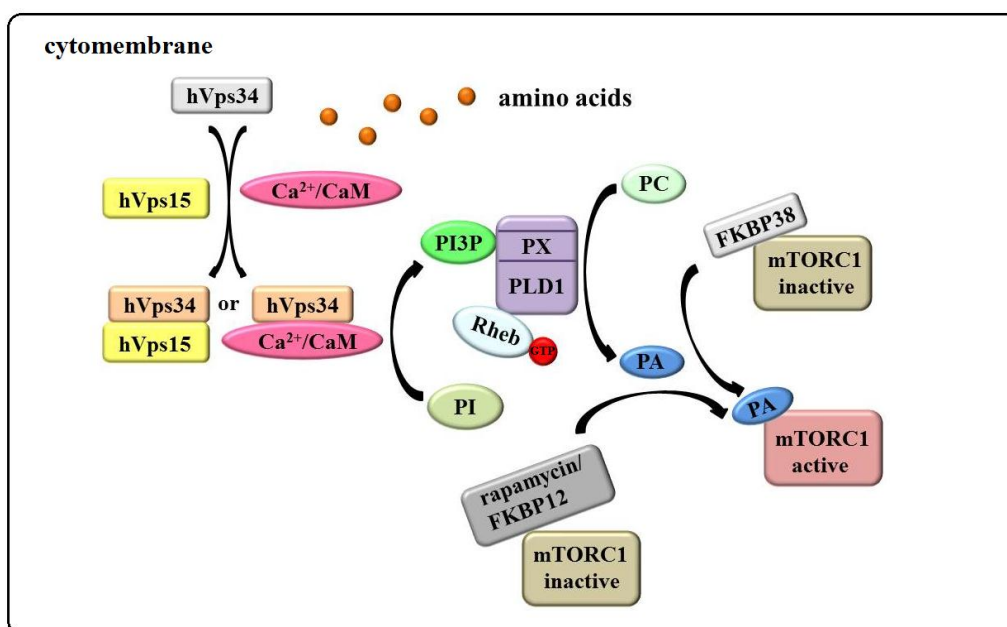 cytomembrane
hVps34
amino acids
hVps15
Ca²⁺/CaM
PC
FKBP38
mTORC1
inactive
PI3P
PX
PLD1
Rheb
GTP
hVps34
or
hVps34
hVps15
Ca²⁺/CaM
PI
PA
PA
mTORC1
active
rapamycin/
FKBP12
mTORC1
inactive